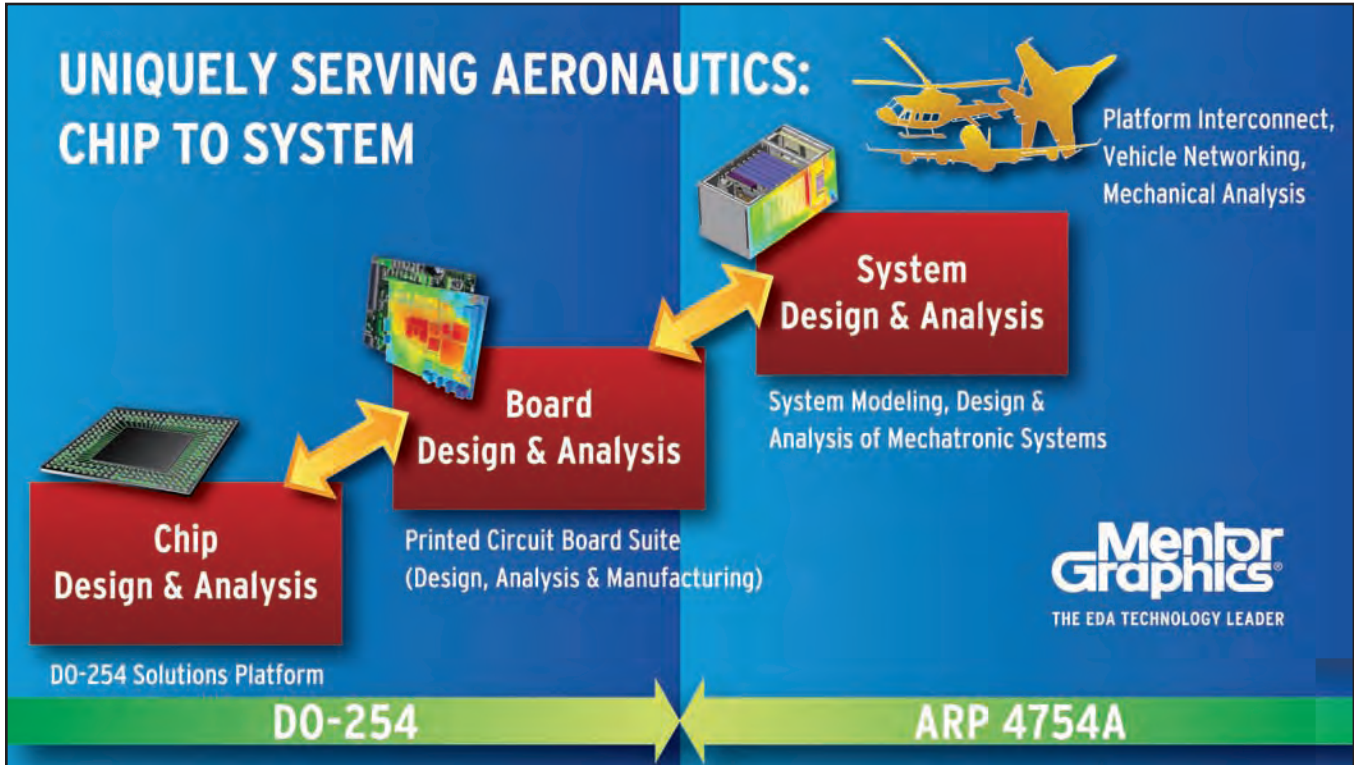 UNIQUELY SERVING AERONAUTICS:
CHIP TO SYSTEM
Platform Interconnect,
Vehicle Networking,
Mechanical Analysis
System
Design & Analysis
System Modeling, Design &
Analysis of Mechatronic Systems
Board
Design & Analysis
Printed Circuit Board Suite
(Design, Analysis & Manufacturing)
Chip
Design & Analysis
DO-254 Solutions Platform
Mentor
Graphics®
THE EDA TECHNOLOGY LEADER
DO-254
ARP 4754A